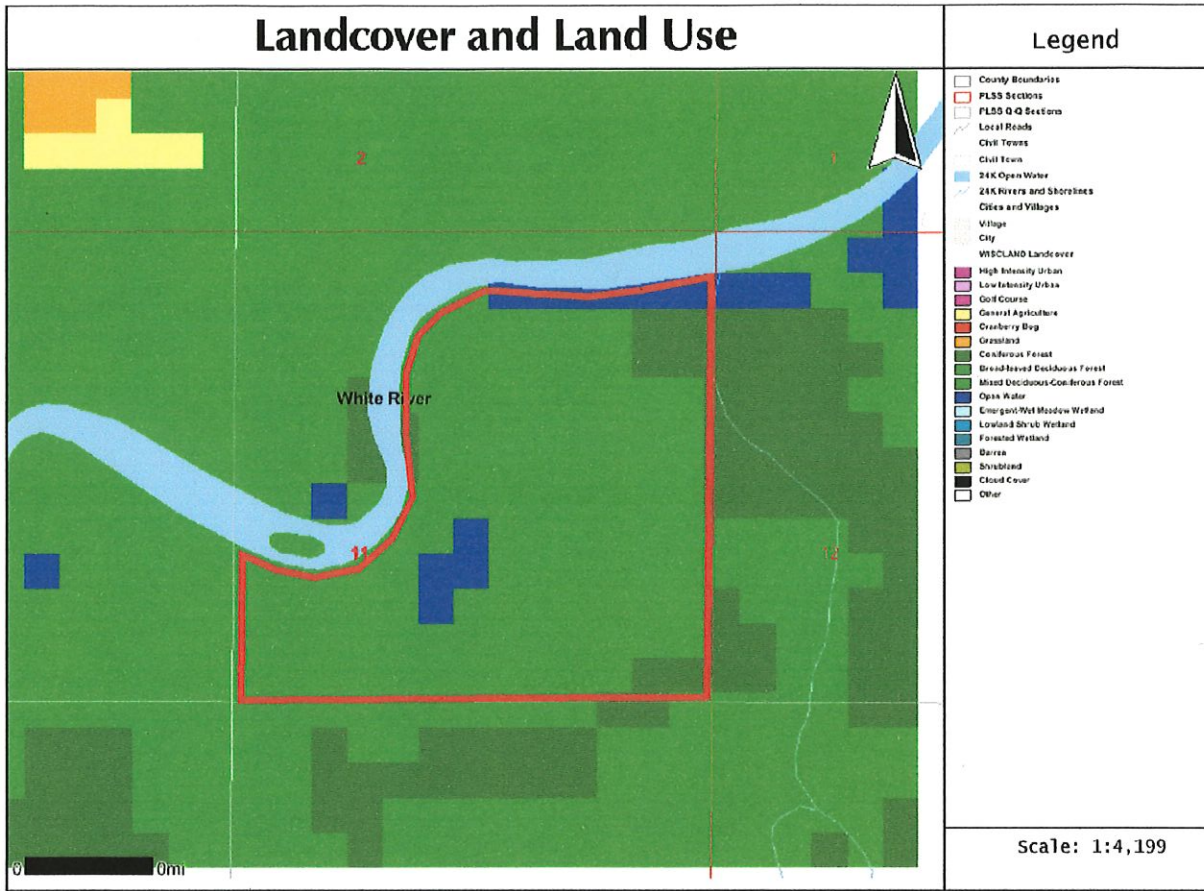 Landcover and Land Use
Legend
County Boundaries
PLSS Sections
PLSS Q-Q Sections
Local Roads
Civil Towns
Civil Town
24K Open Water
24K Rivers and Shorelines
Cities and Villages
Village
City
WISCLAND Landcover
High Intensity Urban
Low Intensity Urban
Golf Course
General Agriculture
Cranberry Bog
Grassland
Coniferous Forest
Broad-leaved Deciduous Forest
Mixed Deciduous-Coniferous Forest
Open Water
Emergent-Wet Meadow Wetland
Lowland Shrub Wetland
Forested Wetland
Barren
Shrubland
Cloud Cover
Other
2
1
White River
11
12
0 0mi
Scale: 1:4,199